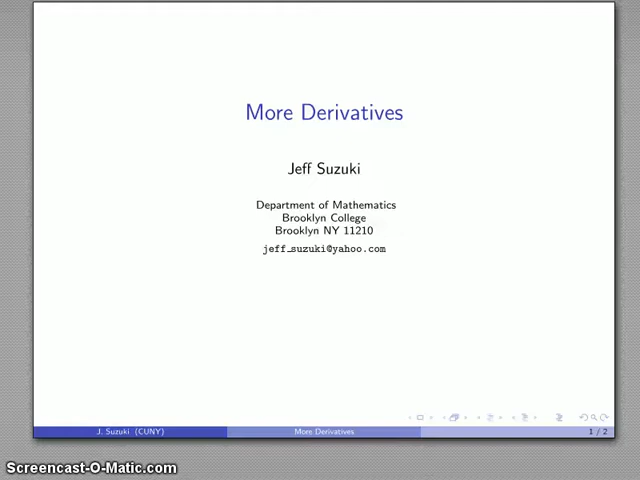 More Derivatives
Jeff Suzuki
Department of Mathematics
Brooklyn College
Brooklyn NY 11210
jeff_suzuki@yahoo.com
J. Suzuki (CUNY)
More Derivatives
1 / 2
Screencast-O-Matic.com